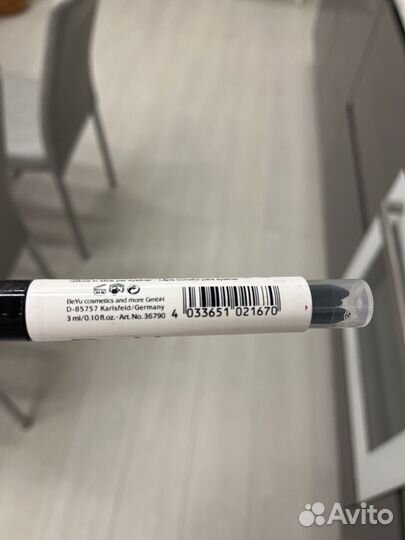 BeYu cosmetics and more GmbH
D-85757 Karlsfeld/Germany
3 ml/0.10 fl.oz. · Art. No. 36790
4 033651 021670
Avito